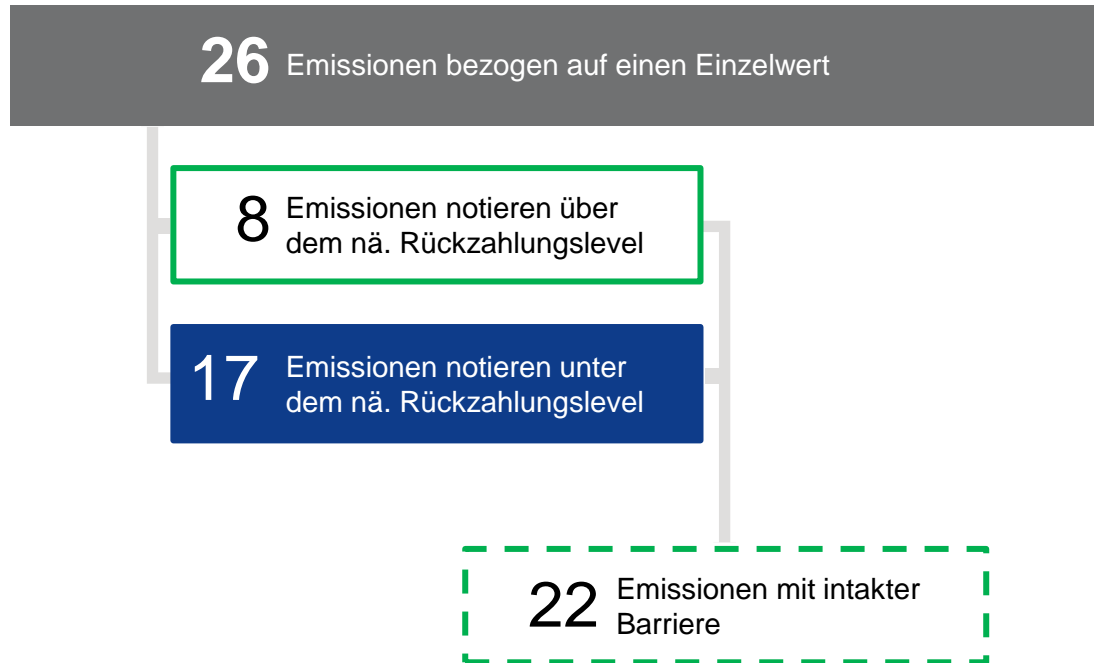 26 Emissionen bezogen auf einen Einzelwert
8 Emissionen notieren über
dem nä. Rückzahlungslevel
17 Emissionen notieren unter
dem nä. Rückzahlungslevel
22 Emissionen mit intakter
Barriere